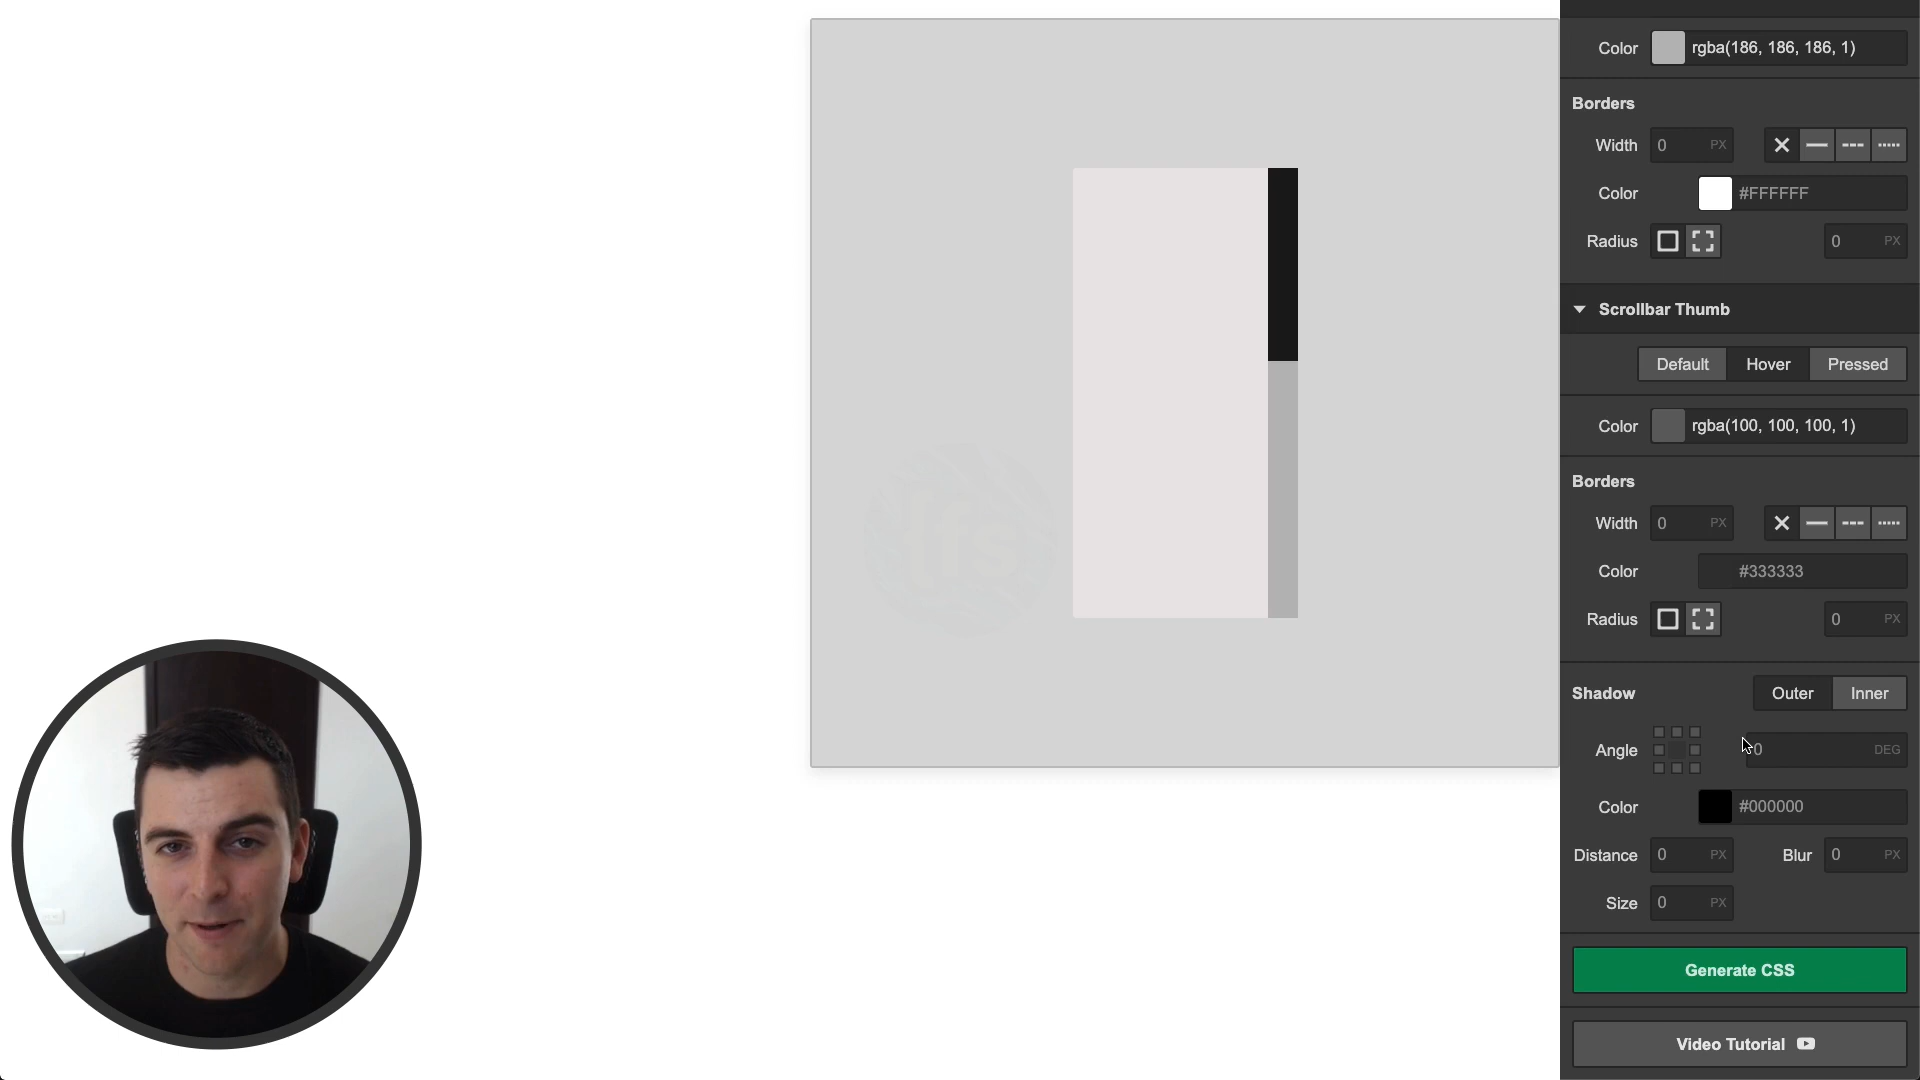 Color rgba(186, 186, 186, 1)
Borders
Width 0 PX
Color #FFFFFF
Radius 0 PX
Scrollbar Thumb
Default Hover Pressed
Color rgba(100, 100, 100, 1)
Borders
Width 0 PX
Color #333333
Radius 0 PX
Shadow Outer Inner
Angle 0 DEG
Color #000000
Distance 0 PX Blur 0 PX
Size 0 PX
Generate CSS
Video Tutorial